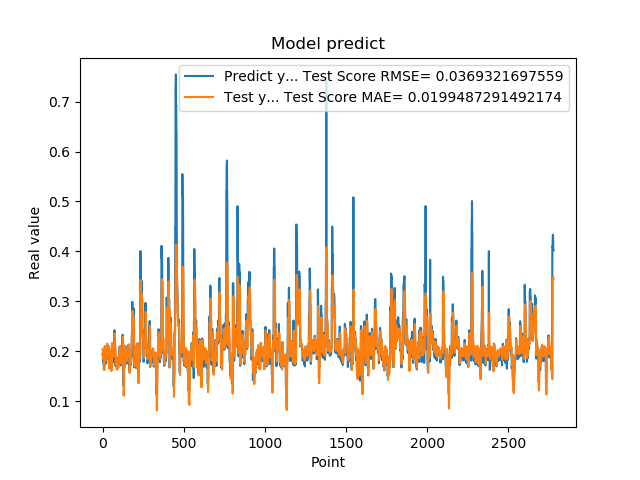 Model predict
Predict y... Test Score RMSE= 0.0369321697559
Test y... Test Score MAE= 0.0199487291492174
0.7
0.6
0.5
0.4
0.3
0.2
0.1
Real value
0 500 1000 1500 2000 2500
Point